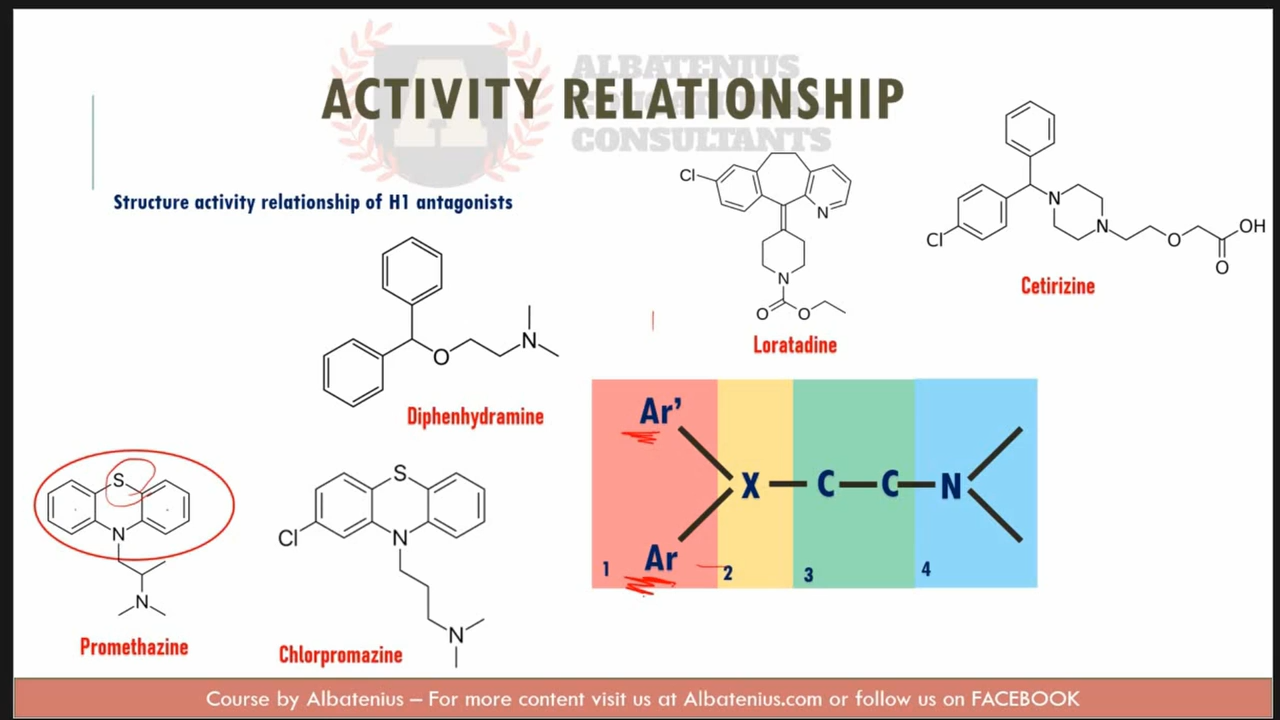 ALBATENIUS
EDUCATIONAL
CONSULTANTS
A
ACTIVITY RELATIONSHIP
Structure activity relationship of H1 antagonists
Cl
N
N
O
O
Loratadine
Cl
N
N
O
O
OH
Cetirizine
O
N
Diphenhydramine
S
N
N
Promethazine
S
Cl
N
N
Chlorpromazine
Ar’
X — C — C — N
Ar
1 2 3 4
Course by Albatenius – For more content visit us at Albatenius.com or follow us on FACEBOOK